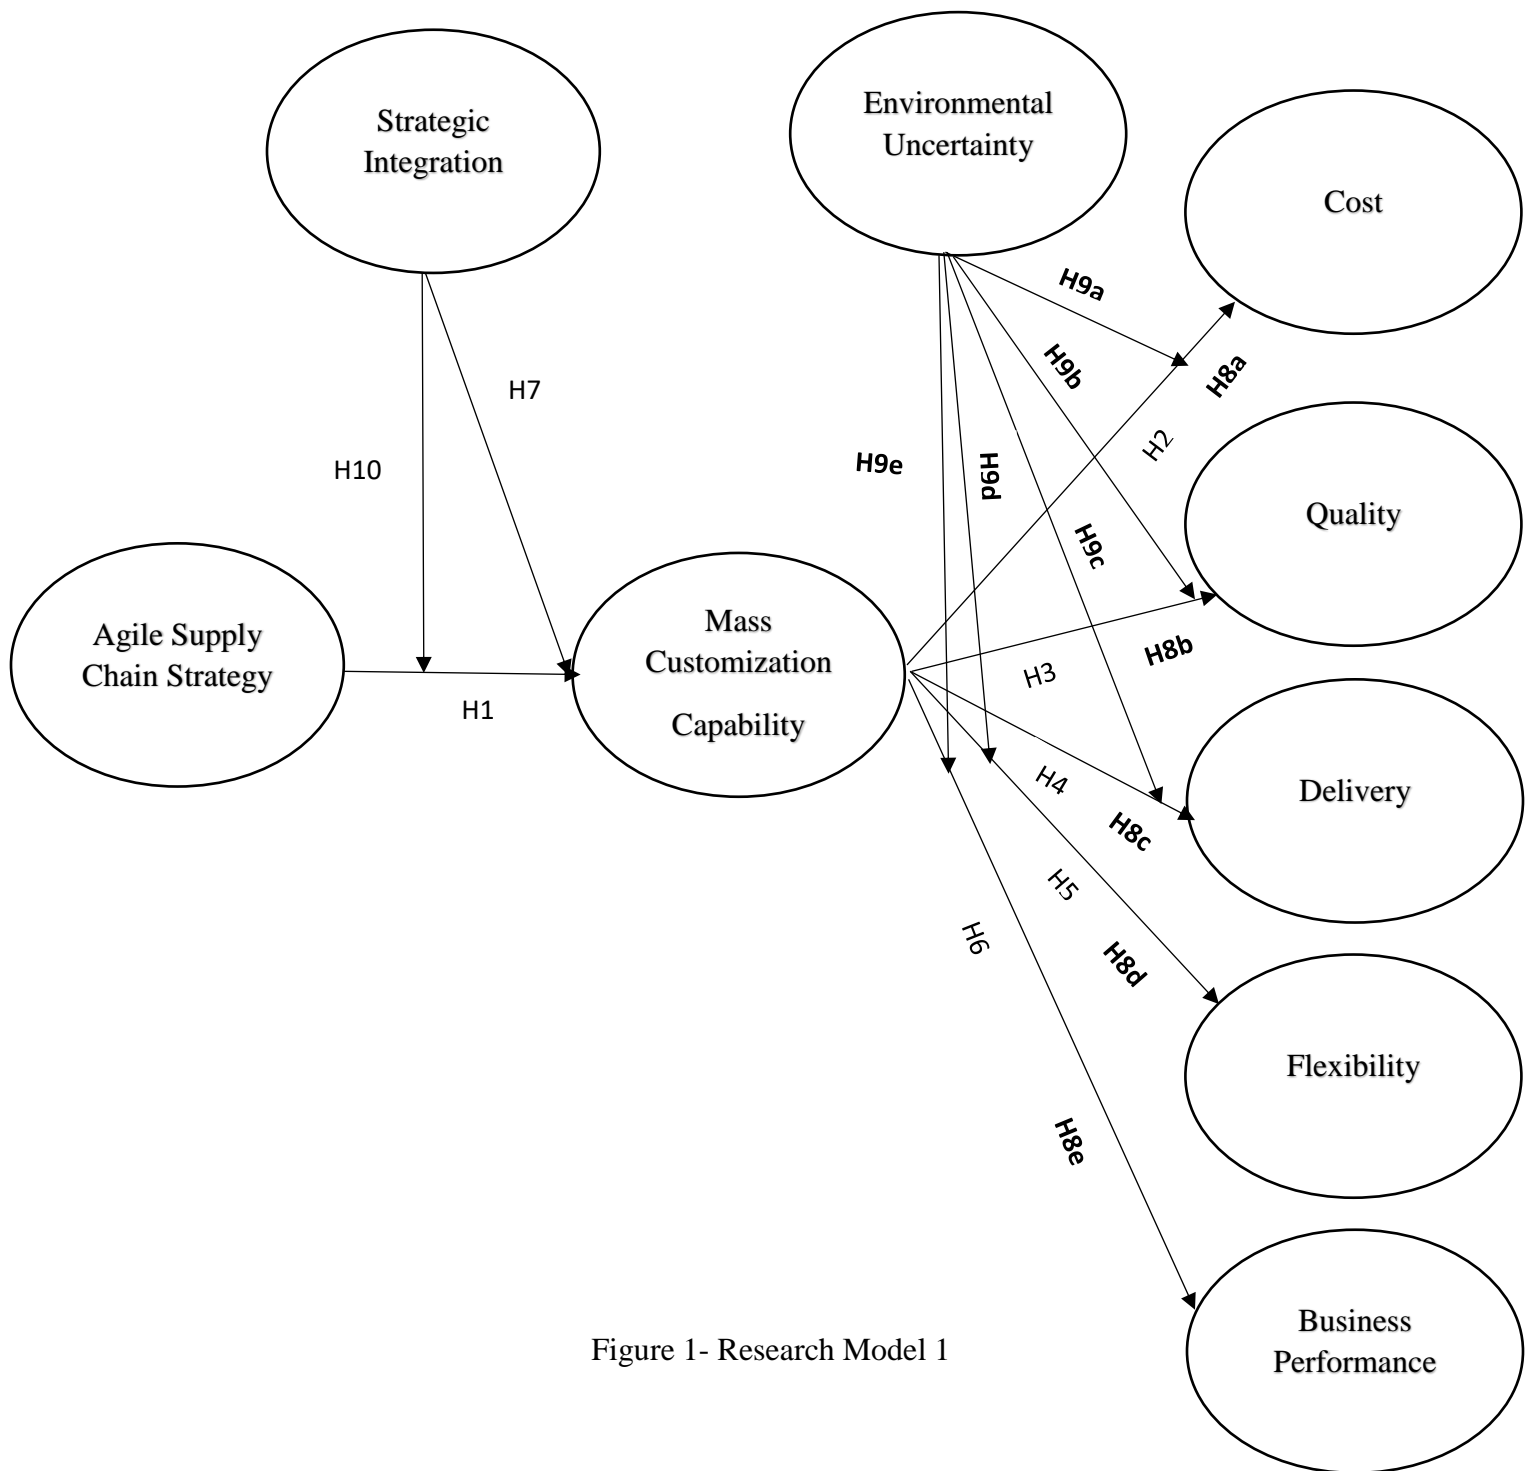 Strategic
Integration
Environmental
Uncertainty
Cost
H9a
H9b
H8a
H7
H2
H10
H9e
H9d
Quality
H9c
Agile Supply
Chain Strategy
Mass
Customization
Capability
H8b
H3
H1
H4
Delivery
H8c
H5
H6
H8d
Flexibility
H8e
Business
Performance
Figure 1- Research Model 1